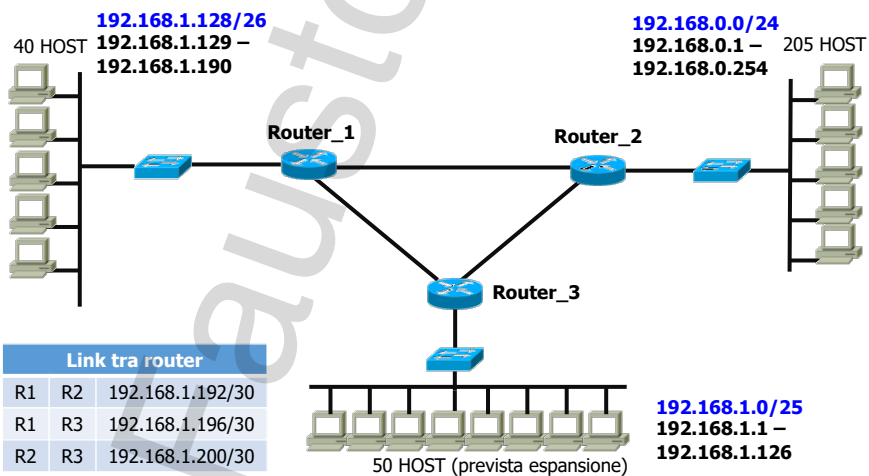 192.168.1.128/26
40 HOST
192.168.1.129 –
192.168.1.190
192.168.0.0/24
192.168.0.1 –
192.168.0.254
205 HOST
Router_1
Router_2
Router_3
Link tra router
R1 R2 192.168.1.192/30
R1 R3 192.168.1.196/30
R2 R3 192.168.1.200/30
192.168.1.0/25
192.168.1.1 –
192.168.1.126
50 HOST (prevista espansione)
Fausto